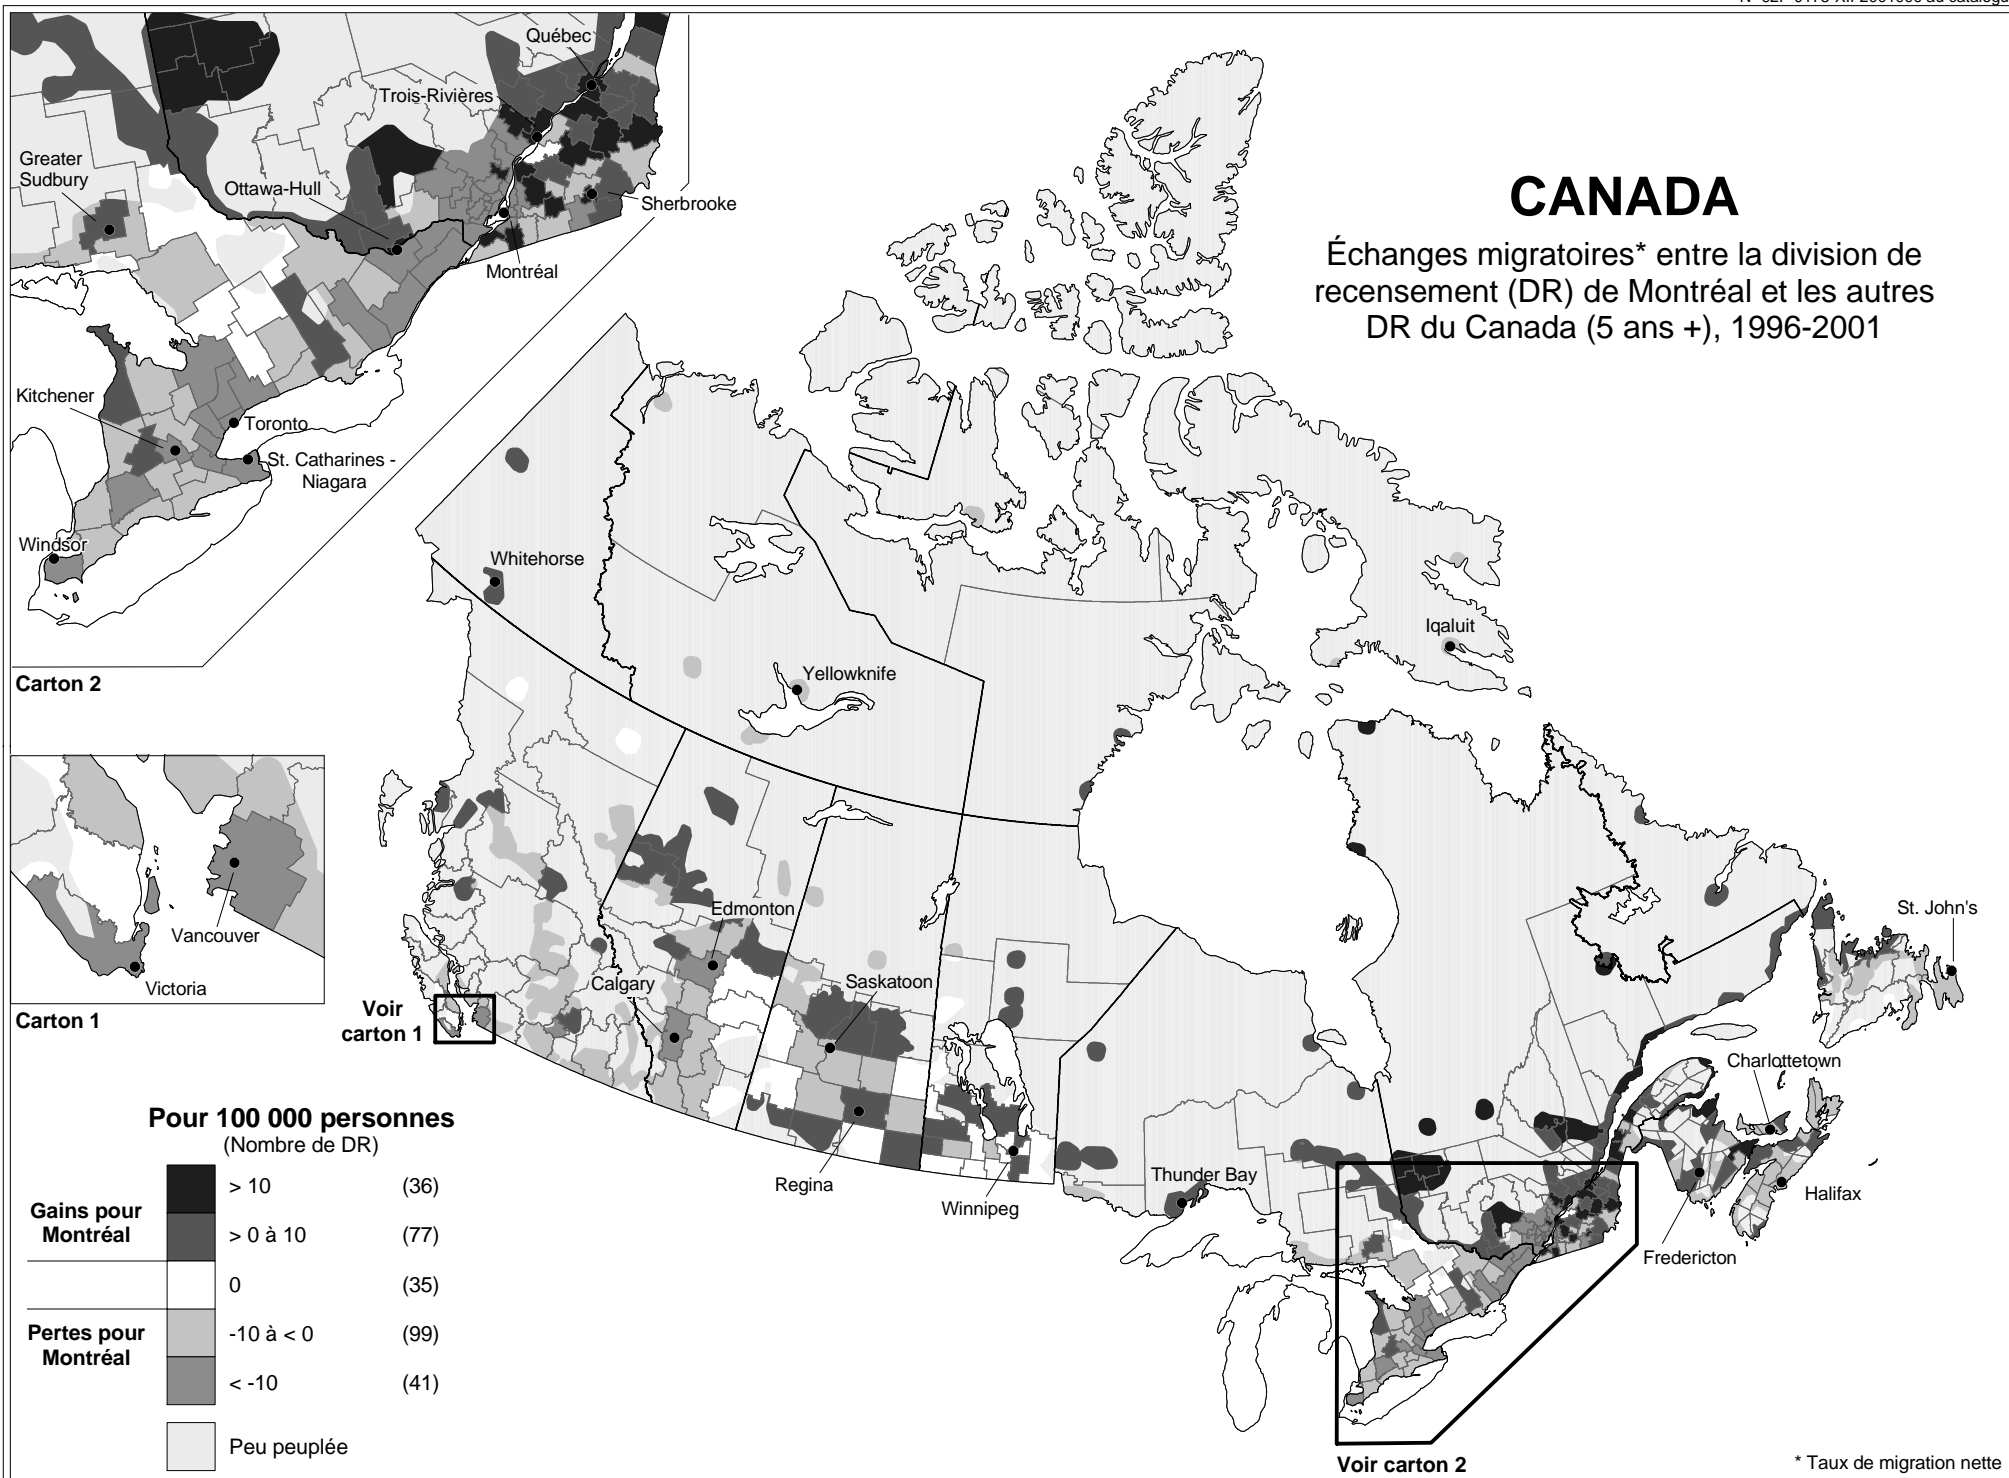 CANADA
Échanges migratoires* entre la division de
recensement (DR) de Montréal et les autres
DR du Canada (5 ans +), 1996-2001
Québec
Trois-Rivières
Greater
Sudbury
Ottawa-Hull
Sherbrooke
Montréal
Kitchener
Toronto
St. Catharines -
Niagara
Windsor
Carton 2
Whitehorse
Yellowknife
Iqaluit
Vancouver
Victoria
Carton 1
Voir
carton 1
Edmonton
Calgary
Saskatoon
Regina
Winnipeg
Thunder Bay
St. John's
Charlottetown
Halifax
Fredericton
Voir carton 2
Pour 100 000 personnes
(Nombre de DR)
Gains pour
Montréal
> 10 (36)
> 0 à 10 (77)
0 (35)
Pertes pour
Montréal
-10 à < 0 (99)
< -10 (41)
Peu peuplée
* Taux de migration nette